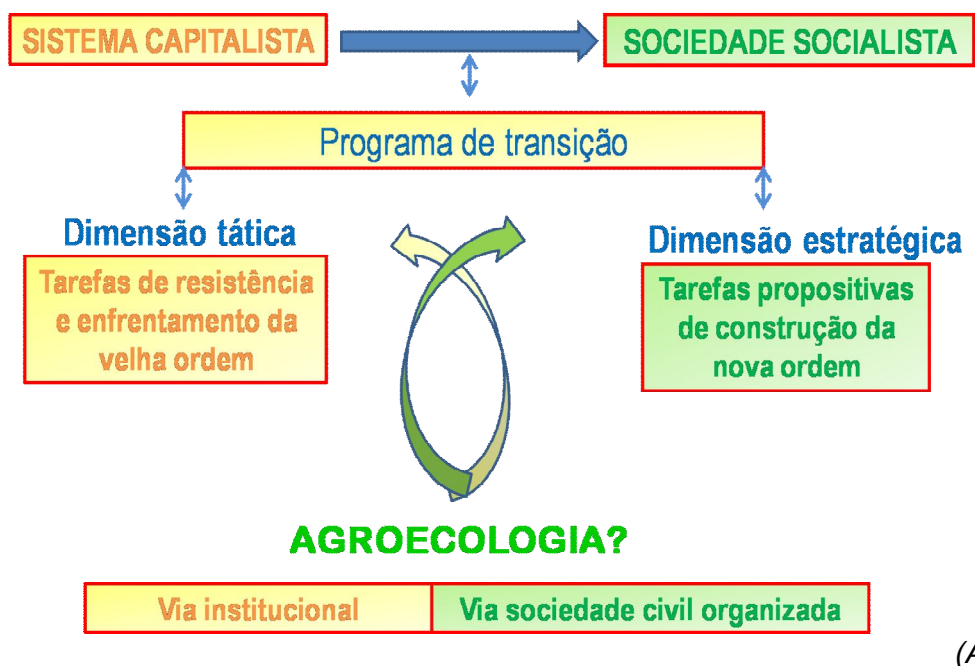 SISTEMA CAPITALISTA
SOCIEDADE SOCIALISTA
Programa de transição
Dimensão tática
Tarefas de resistência
e enfrentamento da
velha ordem
Dimensão estratégica
Tarefas propositivas
de construção da
nova ordem
AGROECOLOGIA?
Via institucional
Via sociedade civil organizada
(A